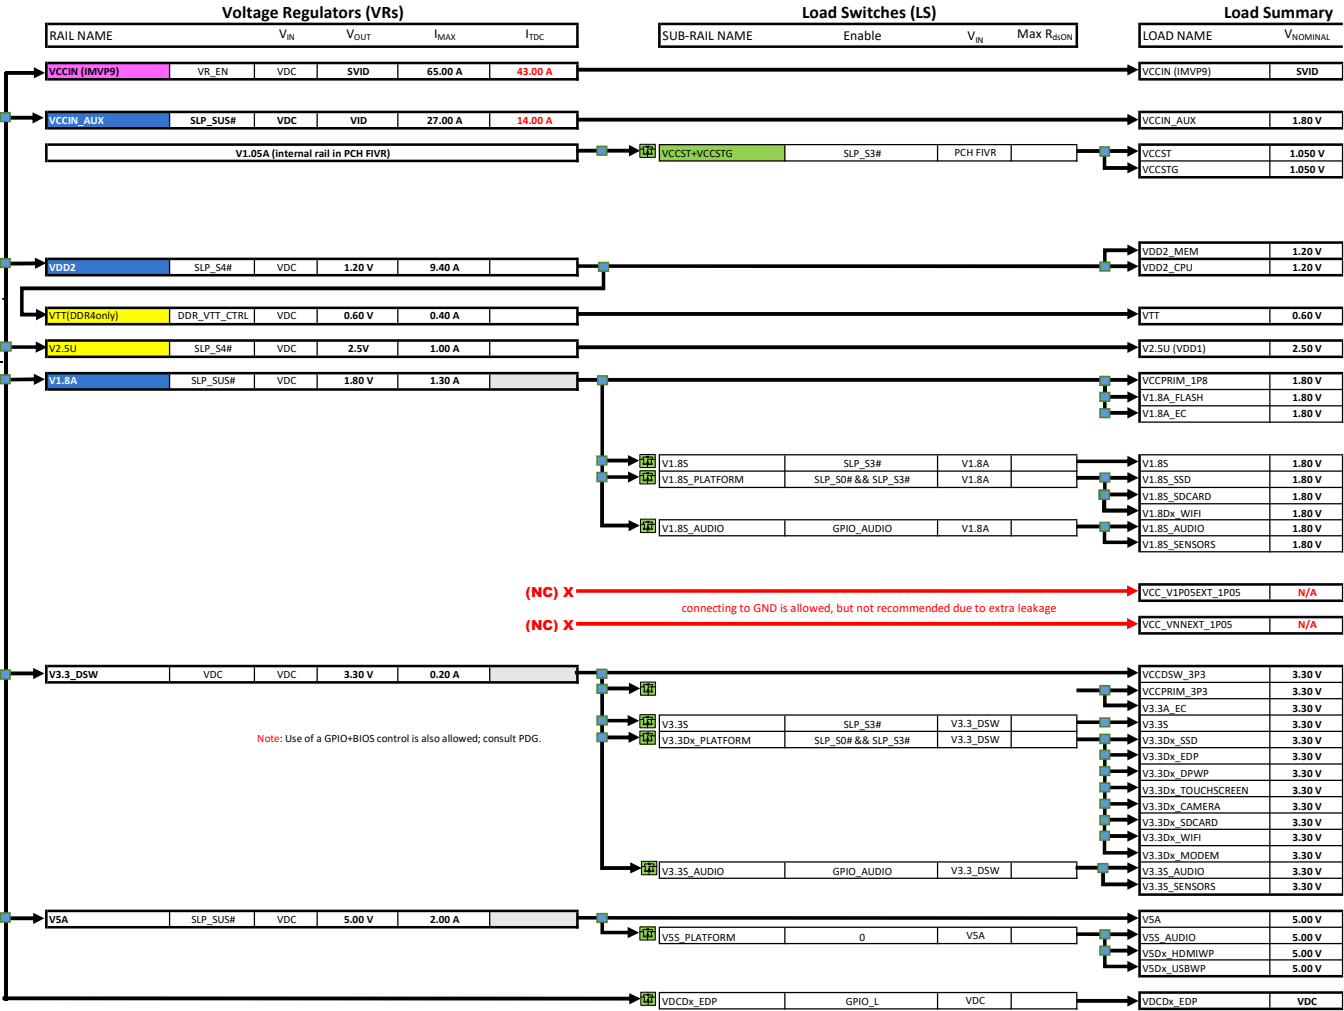 Voltage Regulators (VRs) Load Switches (LS) Load Summary
RAIL NAME VIN VOUT IMAX ITDC SUB-RAIL NAME Enable VIN Max RdsON LOAD NAME VNOMINAL
VCCIN (IMVP9) VR_EN VDC SVID 65.00 A 43.00 A VCCIN (IMVP9) SVID
VCCIN_AUX SLP_SUS# VDC VID 27.00 A 14.00 A VCCIN_AUX 1.80 V
V1.05A (internal rail in PCH FIVR) VCCST+VCCSTG SLP_S3# PCH FIVR VCCST 1.050 V
VCCSTG 1.050 V
VDD2_MEM 1.20 V
VDD2 SLP_S4# VDC 1.20 V 9.40 A VDD2_CPU 1.20 V
VTT(DDR4only) DDR_VTT_CTRL VDC 0.60 V 0.40 A VTT 0.60 V
V2.5U SLP_S4# VDC 2.5V 1.00 A V2.5U (VDD1) 2.50 V
V1.8A SLP_SUS# VDC 1.80 V 1.30 A VCCPRIM_1P8 1.80 V
V1.8A_FLASH 1.80 V
V1.8A_EC 1.80 V
V1.8S SLP_S3# V1.8A V1.8S 1.80 V
V1.8S_PLATFORM SLP_S0# && SLP_S3# V1.8A V1.8S_SSD 1.80 V
V1.8S_SDCARD 1.80 V
V1.8Dx_WIFI 1.80 V
V1.8S_AUDIO GPIO_AUDIO V1.8A V1.8S_AUDIO 1.80 V
V1.8S_SENSORS 1.80 V
(NC) X VCC_V1P05EXT_1P05 N/A
connecting to GND is allowed, but not recommended due to extra leakage
(NC) X VCC_VNNEXT_1P05 N/A
V3.3_DSW VDC VDC 3.30 V 0.20 A VCCDSW_3P3 3.30 V
VCCPRIM_3P3 3.30 V
V3.3A_EC 3.30 V
V3.3S SLP_S3# V3.3_DSW V3.3S 3.30 V
Note: Use of a GPIO+BIOS control is also allowed; consult PDG. V3.3Dx_PLATFORM SLP_S0# && SLP_S3# V3.3_DSW V3.3Dx_SSD 3.30 V
V3.3Dx_EDP 3.30 V
V3.3Dx_DPWP 3.30 V
V3.3Dx_TOUCHSCREEN 3.30 V
V3.3Dx_CAMERA 3.30 V
V3.3Dx_SDCARD 3.30 V
V3.3Dx_WIFI 3.30 V
V3.3Dx_MODEM 3.30 V
V3.3S_AUDIO GPIO_AUDIO V3.3_DSW V3.3S_AUDIO 3.30 V
V3.3S_SENSORS 3.30 V
V5A SLP_SUS# VDC 5.00 V 2.00 A V5A 5.00 V
V5S_PLATFORM 0 V5A V5S_AUDIO 5.00 V
V5Dx_HDMIWP 5.00 V
V5Dx_USBWP 5.00 V
VDCDx_EDP GPIO_L VDC VDCDx_EDP VDC